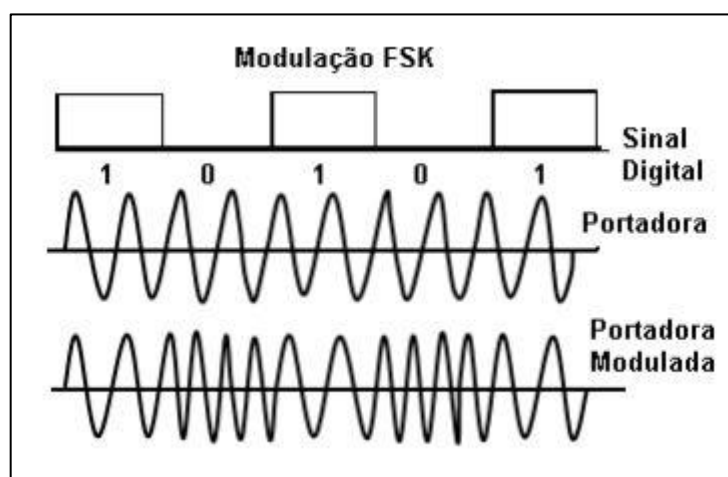 Modulação FSK
Sinal
Digital
1 0 1 0 1
Portadora
Portadora
Modulada